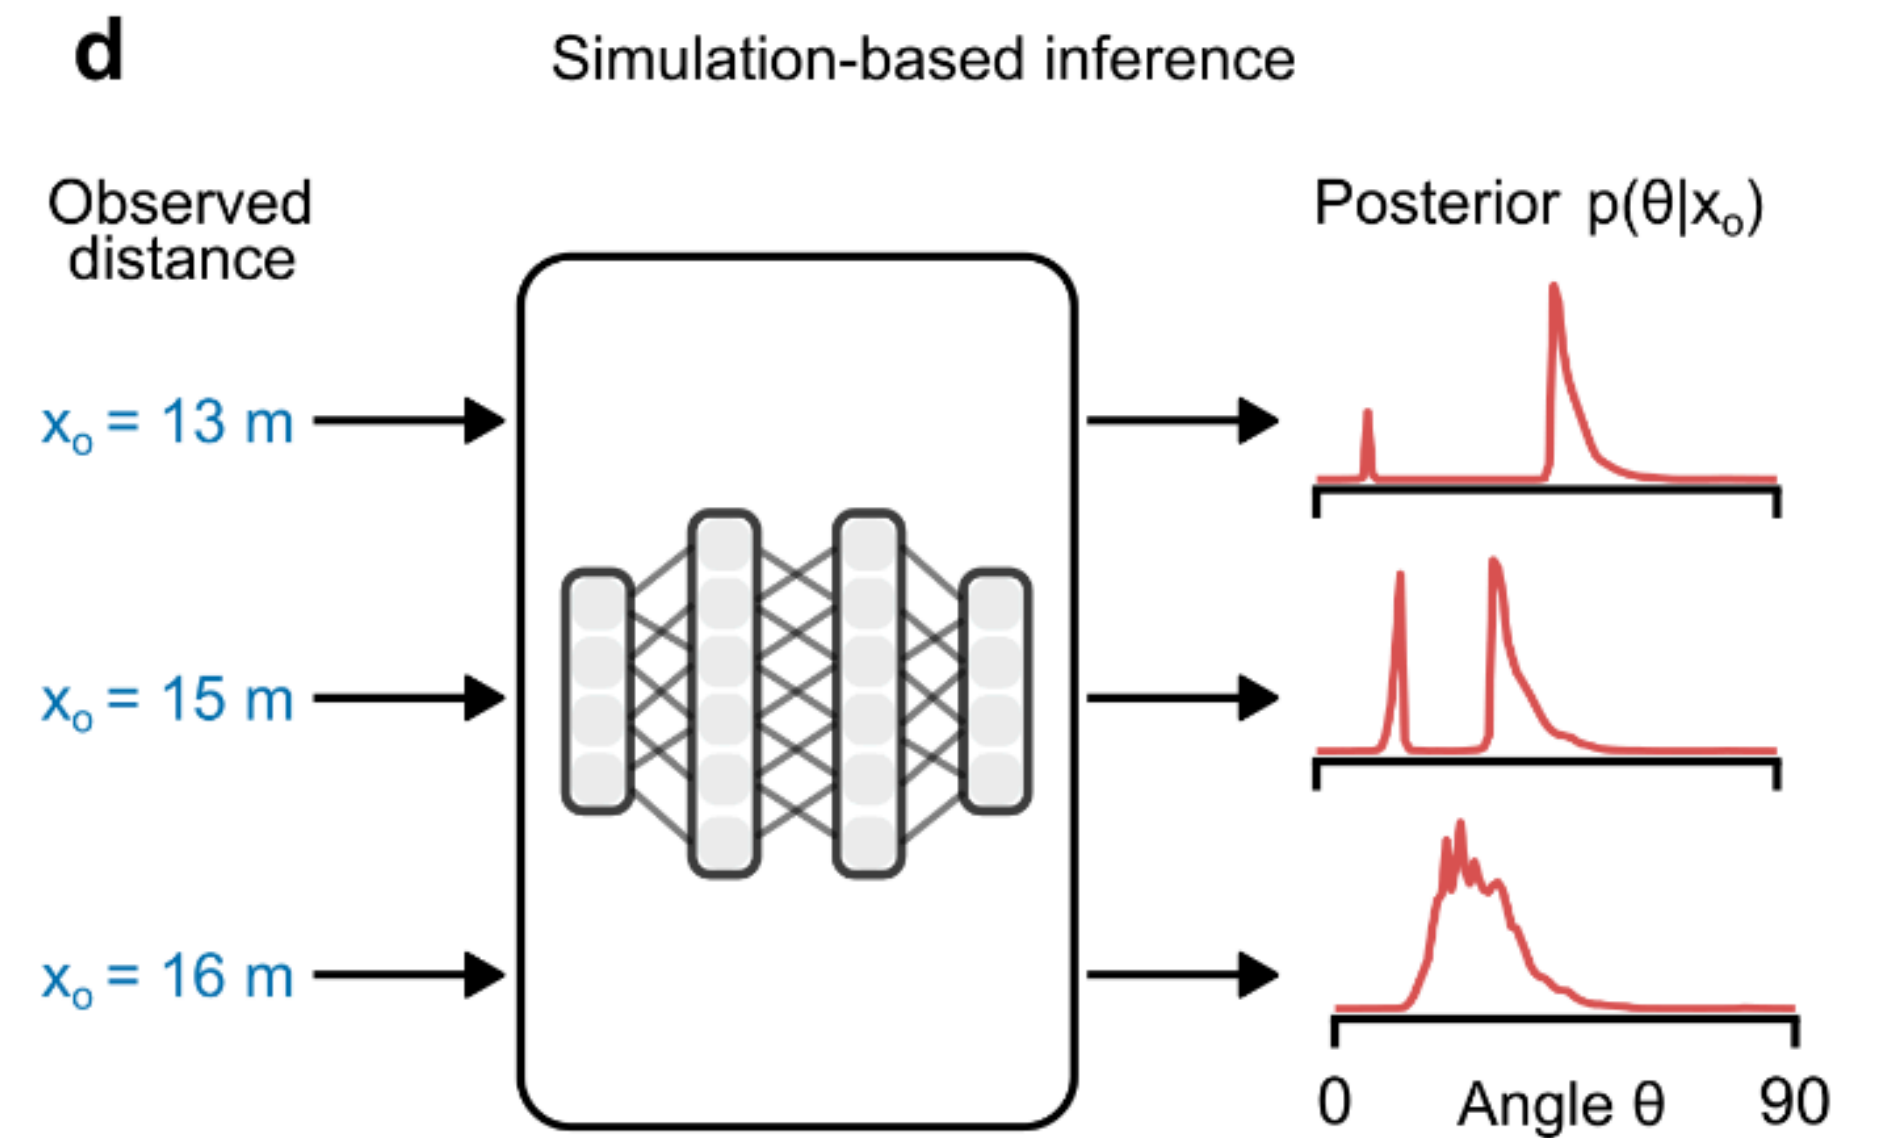 d
Simulation-based inference
Observed
distance
Posterior p(θ|xₒ)
xₒ = 13 m
xₒ = 15 m
xₒ = 16 m
0 Angle θ 90